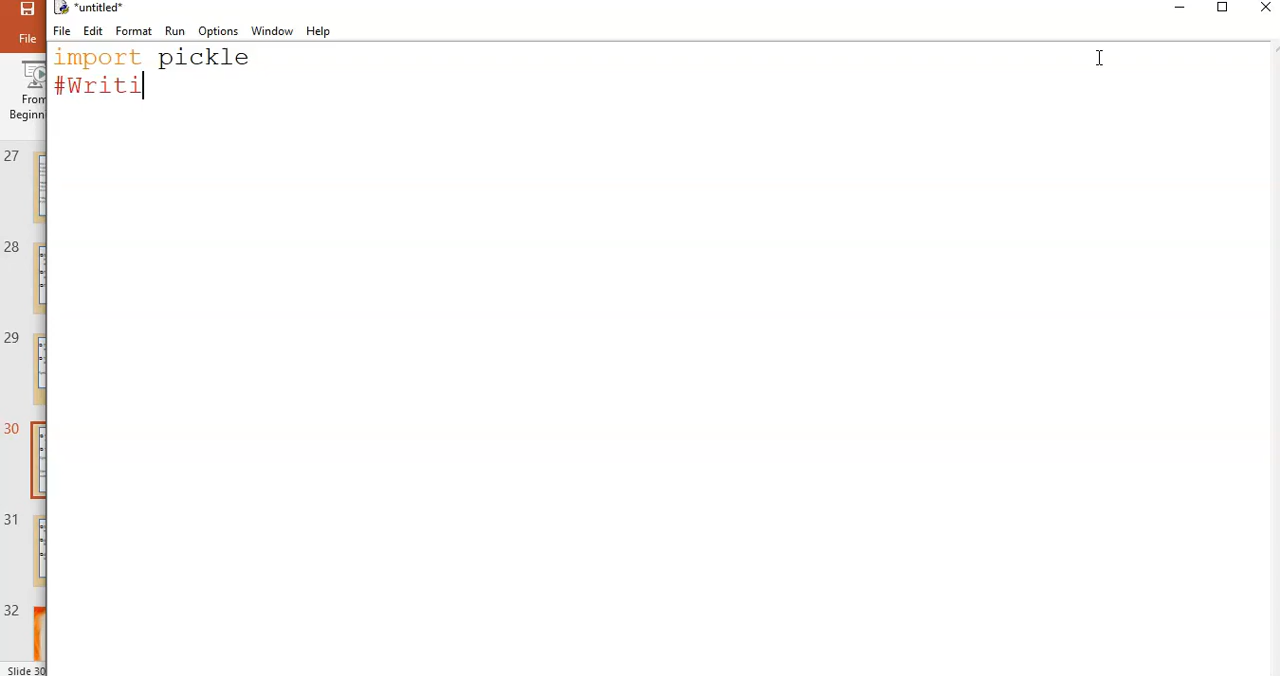 *untitled*
File Edit Format Run Options Window Help
File
import pickle
#Writi
From
Beginn
27
28
29
30
31
32
Slide 30